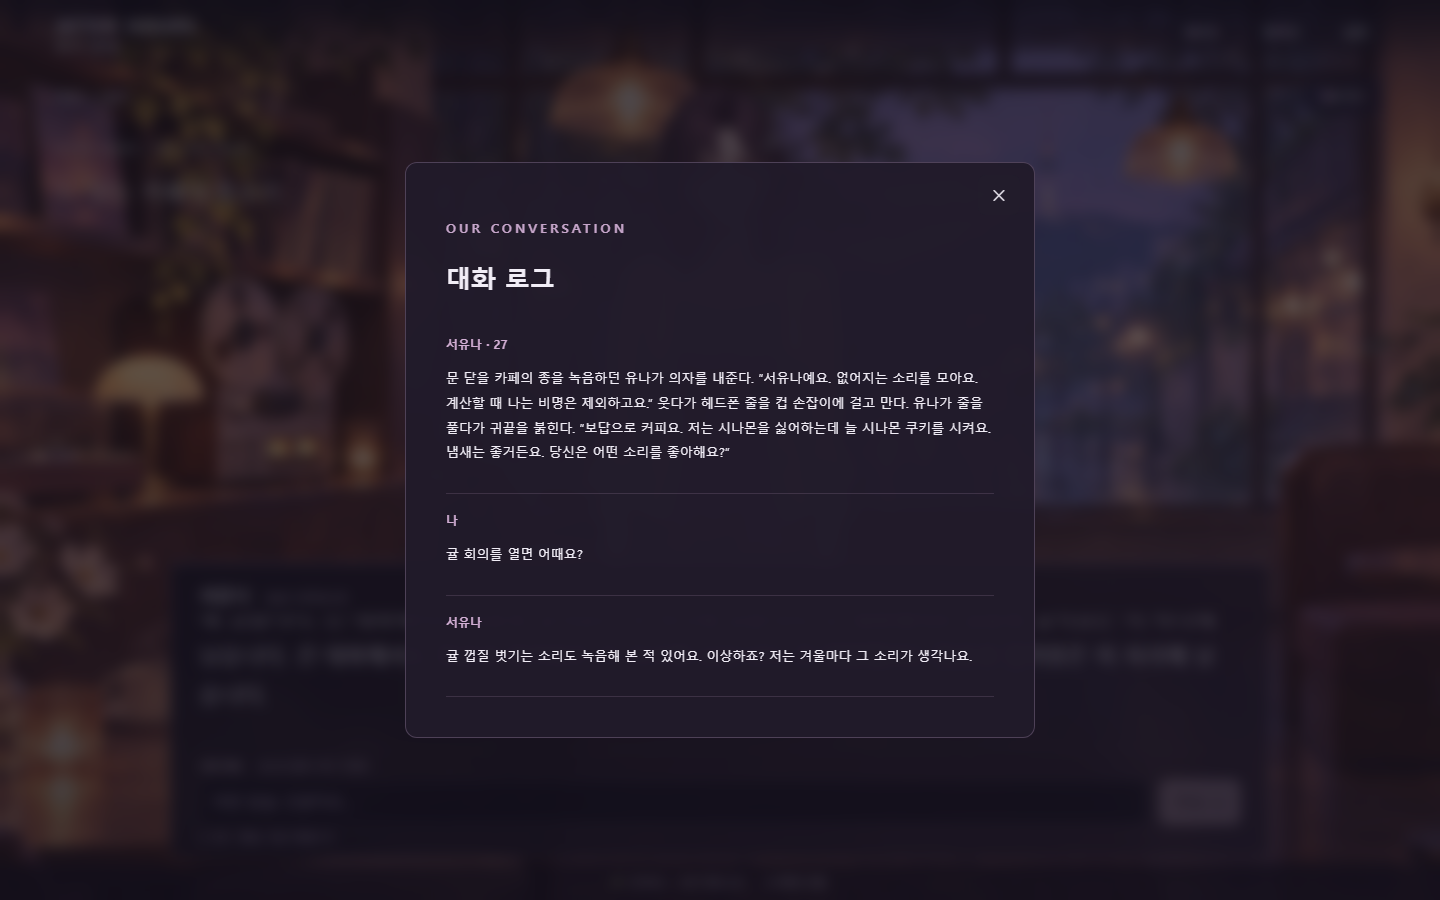 OUR CONVERSATION
대화 로그
서유나 · 27
문 닫을 카페의 종을 녹음하던 유나가 의자를 내준다. “서유나예요. 없어지는 소리를 모아요.
계산할 때 나는 비명은 제외하고요.” 웃다가 헤드폰 줄을 컵 손잡이에 걸고 만다. 유나가 줄을
풀다가 귀끝을 붉힌다. “보답으로 커피요. 저는 시나몬을 싫어하는데 늘 시나몬 쿠키를 시켜요.
냄새는 좋거든요. 당신은 어떤 소리를 좋아해요?”
나
귤 회의를 열면 어때요?
서유나
귤 껍질 벗기는 소리도 녹음해 본 적 있어요. 이상하죠? 저는 겨울마다 그 소리가 생각나요.